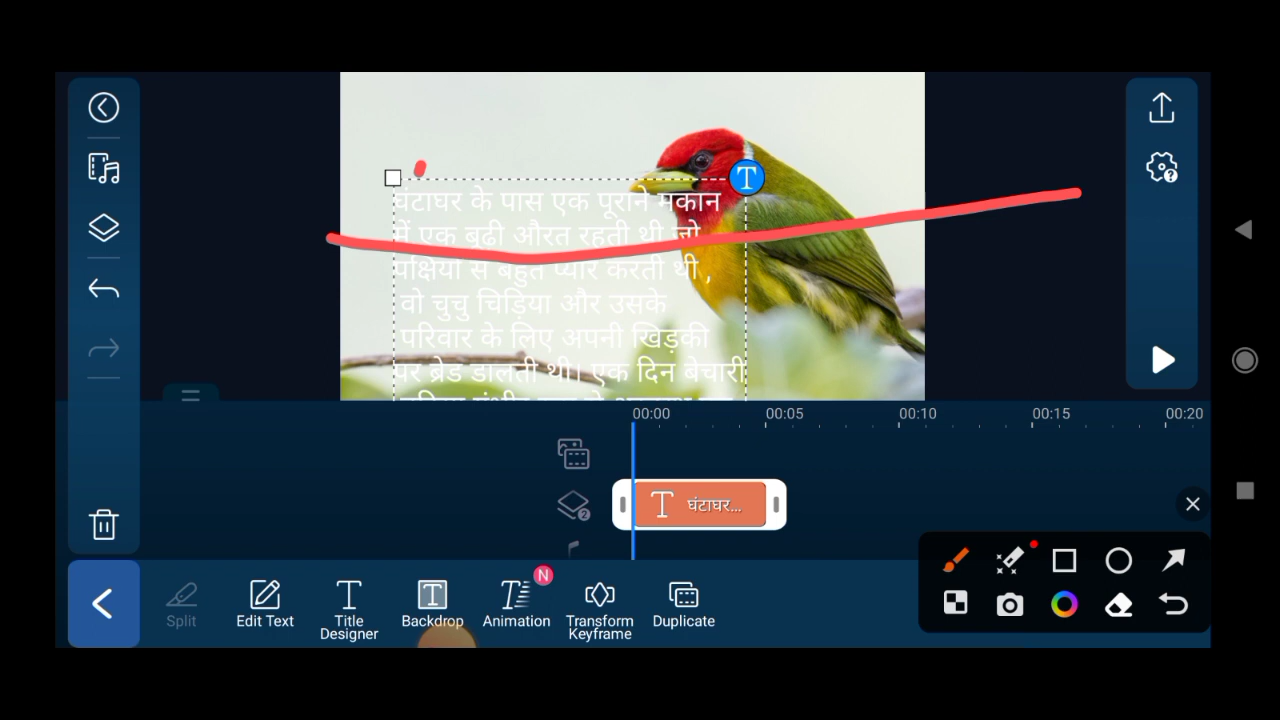 घंटाघर के पास एक पूराने मकान
में एक बूढी औरत रहती थी जो
पक्षियों से बहुत प्यार करती थी ,
वो चुचु चिड़िया और उसके
परिवार के लिए अपनी खिड़की
पर ब्रेड डालती थी। एक दिन बेचारी
00:00 00:05 00:10 00:15 00:20
T घंटाघर...
2
N
Split Edit Text Title Designer Backdrop Animation Transform Keyframe Duplicate